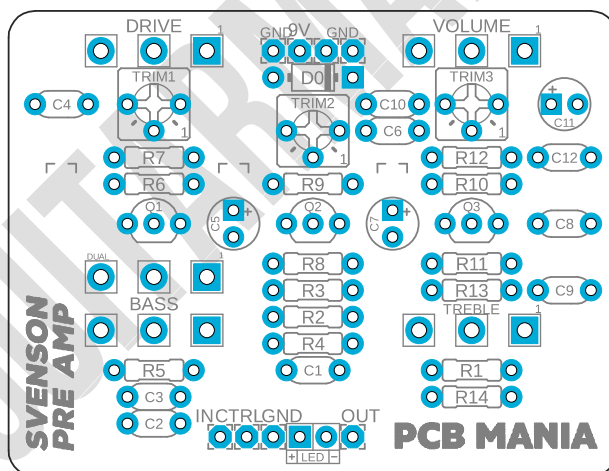 DRIVE
1
GND 9V GND
VOLUME
1
D0
TRIM1
1
TRIM2
1
TRIM3
1
C4
C10
C6
+
C11
R7
R12
C12
R6
R9
R10
Q1
C5
+
Q2
C7
+
Q3
C8
R8
R11
DUAL
1
R3
R13
C9
BASS
R2
TREBLE
1
R4
R5
C1
R1
C3
R14
C2
SVENSON
PRE AMP
IN CTRL GND OUT
+ LED −
PCB MANIA